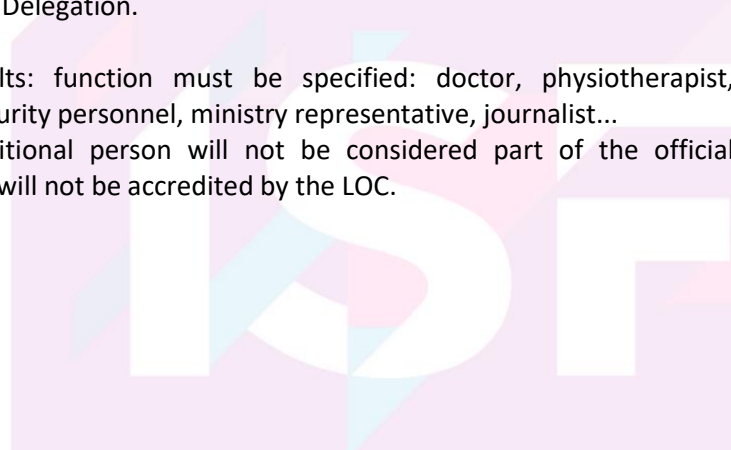 Delegation.
lts: function must be specified: doctor, physiotherapist,
urity personnel, ministry representative, journalist...
itional person will not be considered part of the official
will not be accredited by the LOC.
ISF